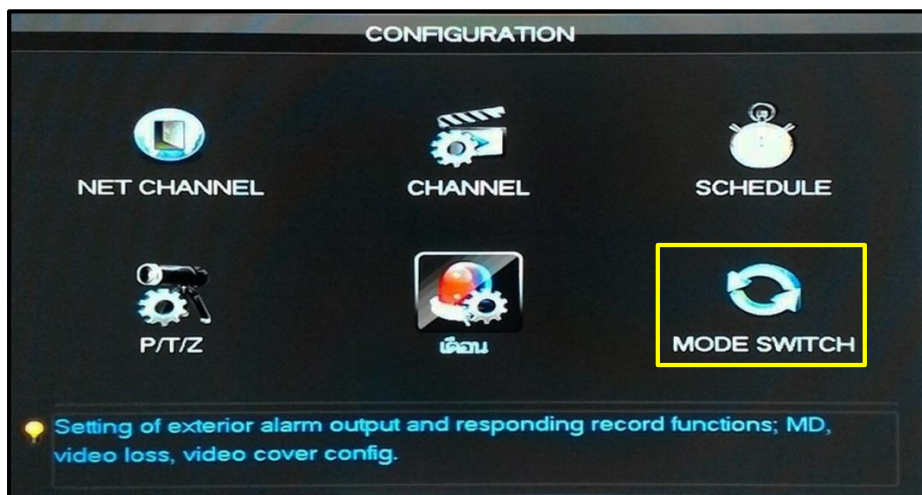 CONFIGURATION
NET CHANNEL
CHANNEL
SCHEDULE
P/T/Z
เตือน
MODE SWITCH
Setting of exterior alarm output and responding record functions; MD,
video loss, video cover config.